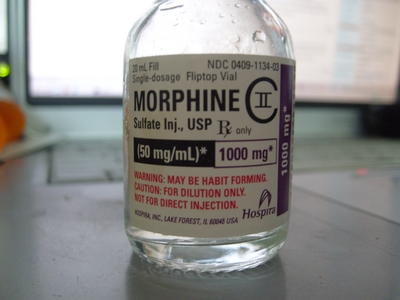 20 mL Fill NDC 0409-1134-03
Single-dosage Fliptop Vial
MORPHINE CII
Sulfate Inj., USP ℞ only
(50 mg/mL)* 1000 mg*
WARNING: MAY BE HABIT FORMING.
CAUTION: FOR DILUTION ONLY.
NOT FOR DIRECT INJECTION.
HOSPIRA, INC., LAKE FOREST, IL 60045 USA
Hospira
1000 mg*